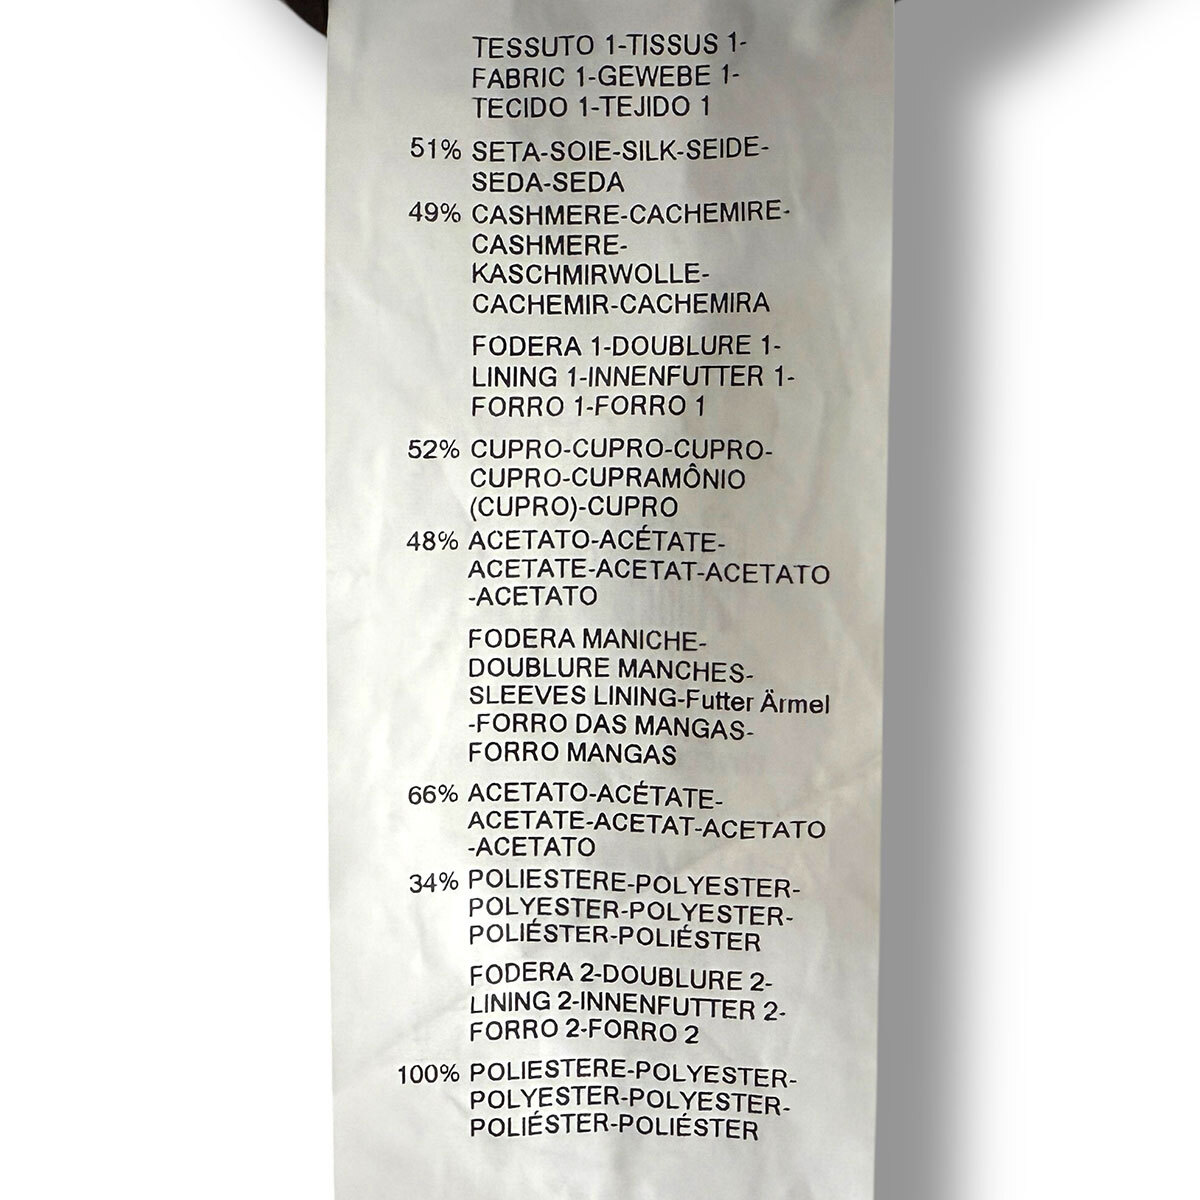 TESSUTO 1-TISSUS 1-
FABRIC 1-GEWEBE 1-
TECIDO 1-TEJIDO 1
51% SETA-SOIE-SILK-SEIDE-
SEDA-SEDA
49% CASHMERE-CACHEMIRE-
CASHMERE-
KASCHMIRWOLLE-
CACHEMIR-CACHEMIRA
FODERA 1-DOUBLURE 1-
LINING 1-INNENFUTTER 1-
FORRO 1-FORRO 1
52% CUPRO-CUPRO-CUPRO-
CUPRO-CUPRAMÔNIO
(CUPRO)-CUPRO
48% ACETATO-ACÉTATE-
ACETATE-ACETAT-ACETATO
-ACETATO
FODERA MANICHE-
DOUBLURE MANCHES-
SLEEVES LINING-Futter Ärmel
-FORRO DAS MANGAS-
FORRO MANGAS
66% ACETATO-ACÉTATE-
ACETATE-ACETAT-ACETATO
-ACETATO
34% POLIESTERE-POLYESTER-
POLYESTER-POLYESTER-
POLIÉSTER-POLIÉSTER
FODERA 2-DOUBLURE 2-
LINING 2-INNENFUTTER 2-
FORRO 2-FORRO 2
100% POLIESTERE-POLYESTER-
POLYESTER-POLYESTER-
POLIÉSTER-POLIÉSTER